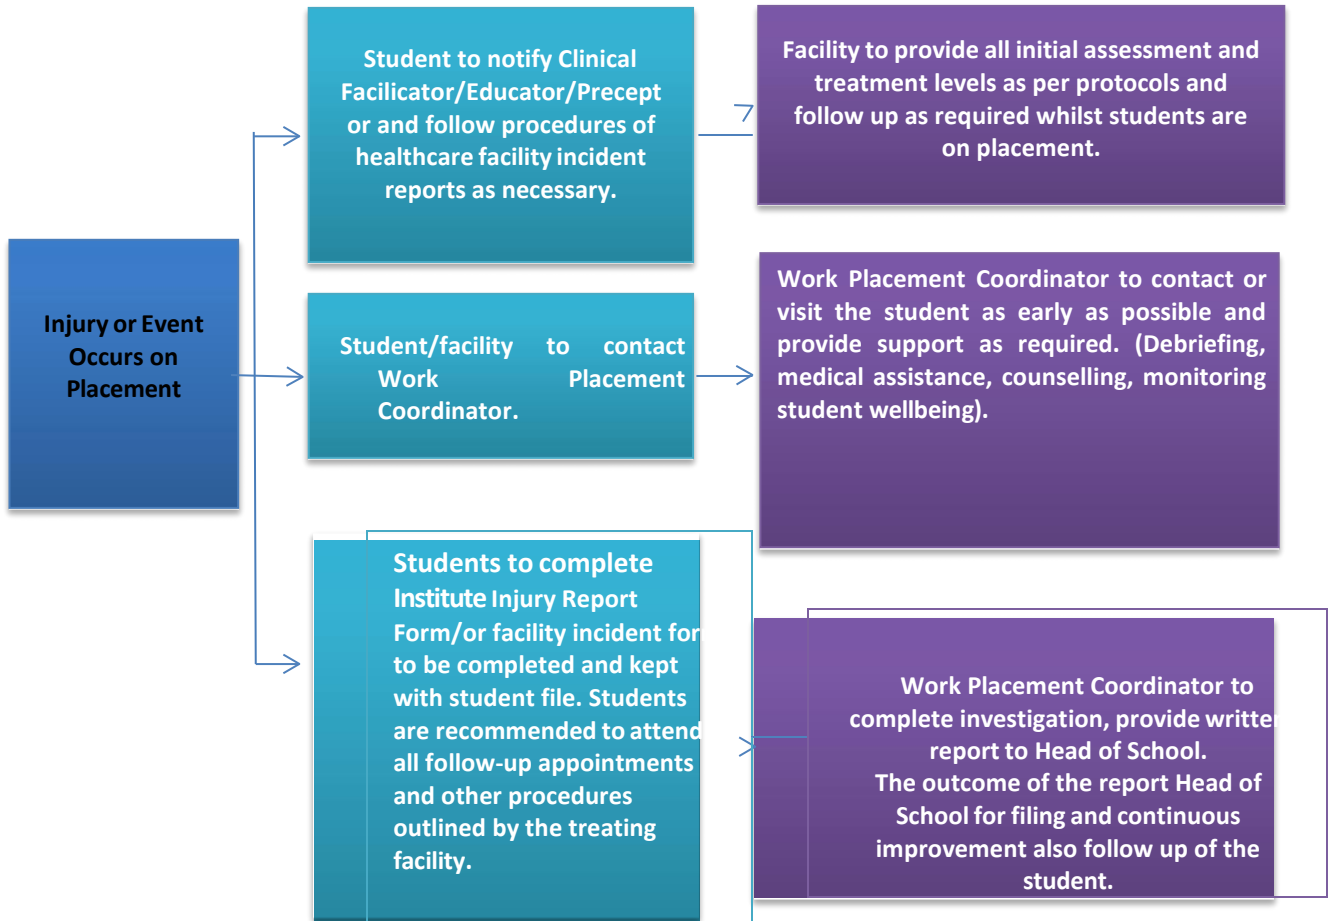 Student to notify Clinical
Facilicator/Educator/Precept
or and follow procedures of
healthcare facility incident
reports as necessary.
Facility to provide all initial assessment and
treatment levels as per protocols and
follow up as required whilst students are
on placement.
Injury or Event
Occurs on
Placement
Student/facility to contact
Work Placement
Coordinator.
Work Placement Coordinator to contact or
visit the student as early as possible and
provide support as required. (Debriefing,
medical assistance, counselling, monitoring
student wellbeing).
Students to complete
Institute Injury Report
Form/or facility incident for
to be completed and kept
with student file. Students
are recommended to attend
all follow-up appointments
and other procedures
outlined by the treating
facility.
Work Placement Coordinator to
complete investigation, provide written
report to Head of School.
The outcome of the report Head of
School for filing and continuous
improvement also follow up of the
student.